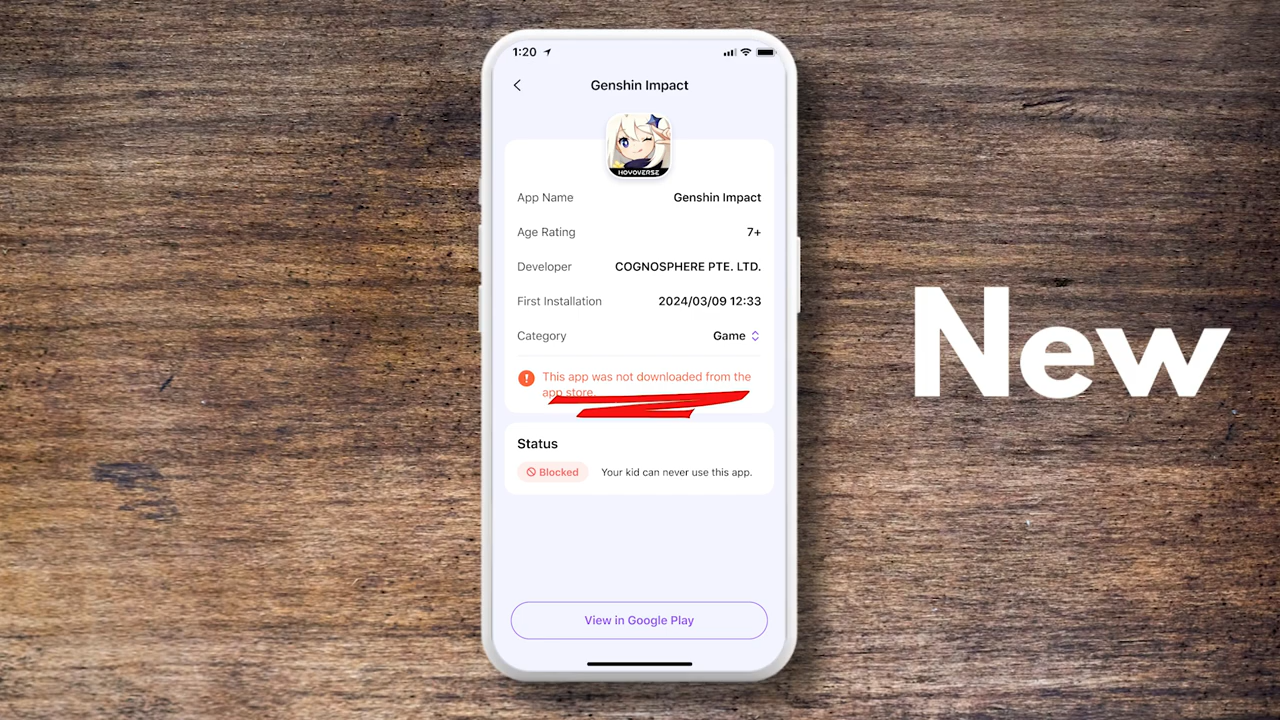 1:20
Genshin Impact
HOYOVERSE
App Name Genshin Impact
Age Rating 7+
Developer COGNOSPHERE PTE. LTD.
First Installation 2024/03/09 12:33
Category Game
This app was not downloaded from the
app store.
Status
Blocked Your kid can never use this app.
View in Google Play
New